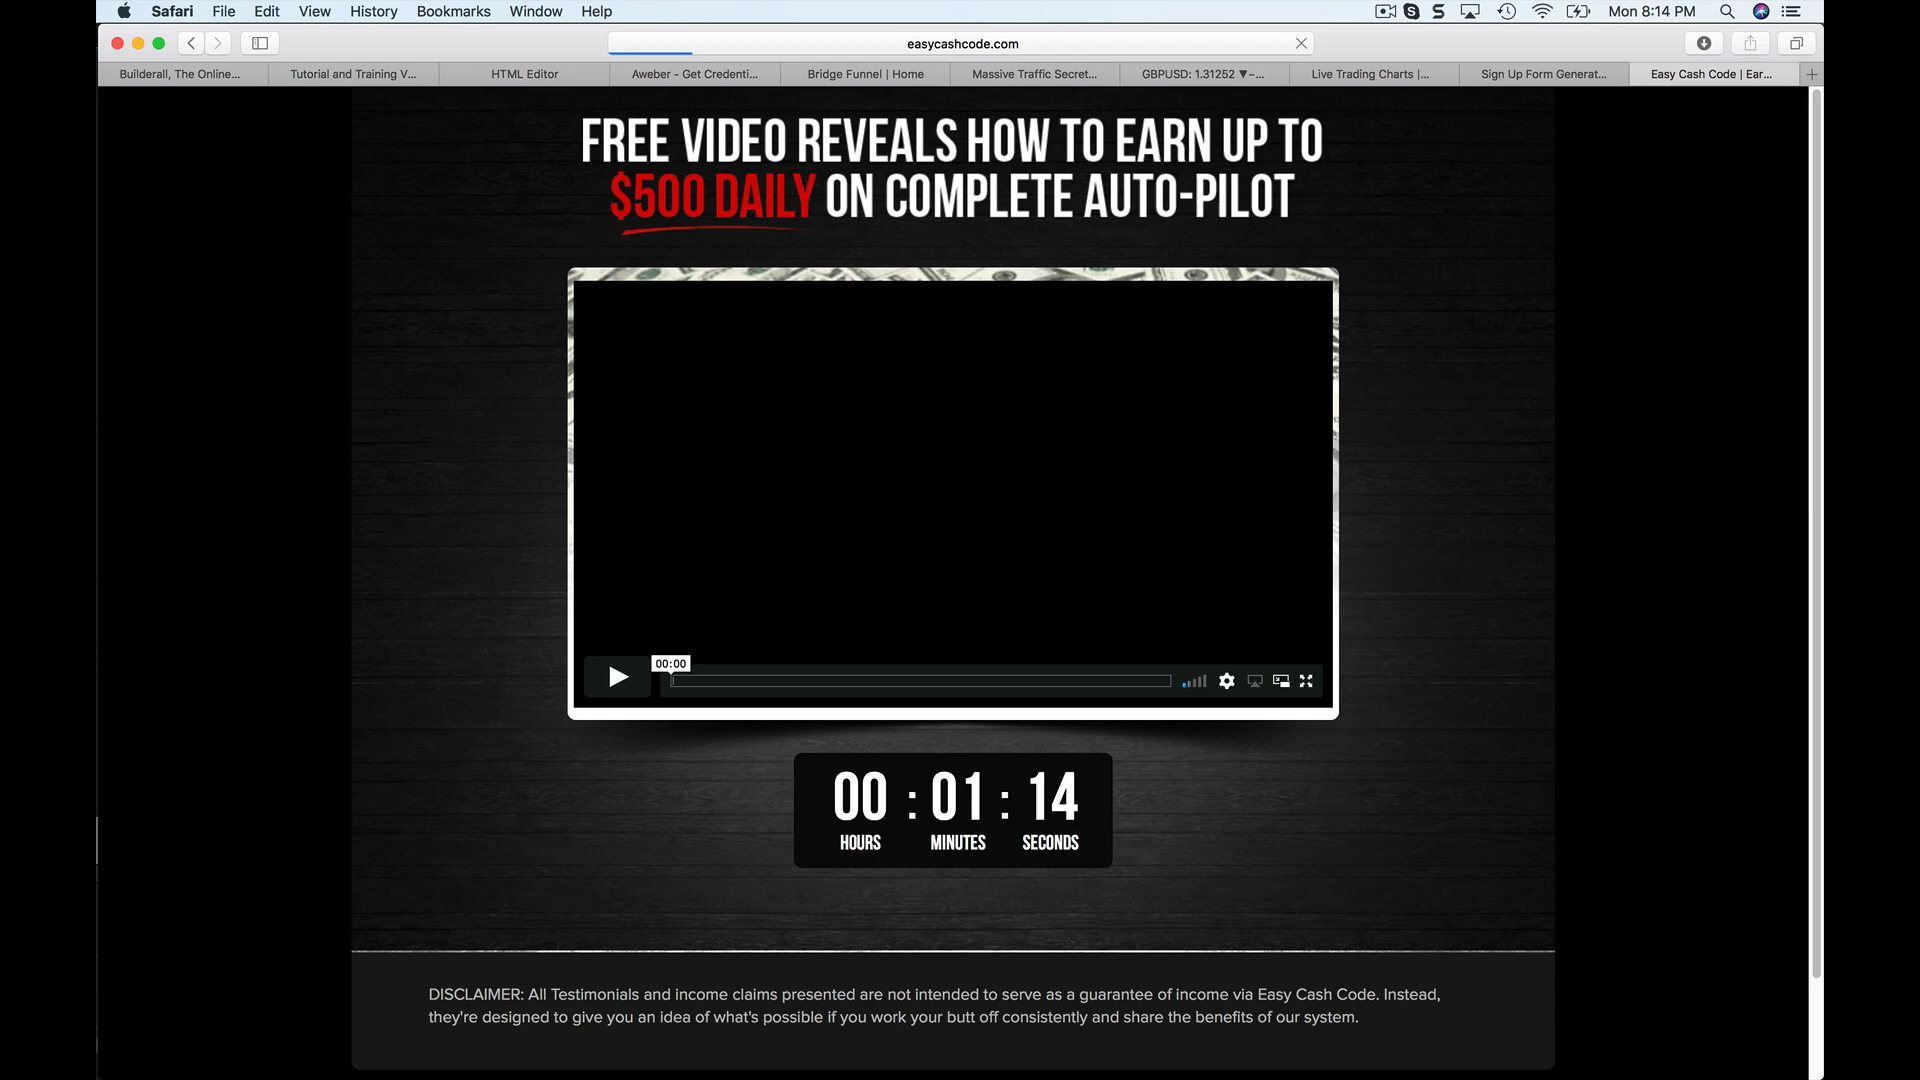 Safari File Edit View History Bookmarks Window Help Mon 8:14 PM
easycashcode.com
Builderall, The Online... Tutorial and Training V... HTML Editor Aweber - Get Credenti... Bridge Funnel | Home Massive Traffic Secret... GBPUSD: 1.31252 ▼−... Live Trading Charts |... Sign Up Form Generat... Easy Cash Code | Ear...
FREE VIDEO REVEALS HOW TO EARN UP TO
$500 DAILY ON COMPLETE AUTO-PILOT
00:00
00 : 01 : 14
HOURS MINUTES SECONDS
DISCLAIMER: All Testimonials and income claims presented are not intended to serve as a guarantee of income via Easy Cash Code. Instead,
they're designed to give you an idea of what's possible if you work your butt off consistently and share the benefits of our system.